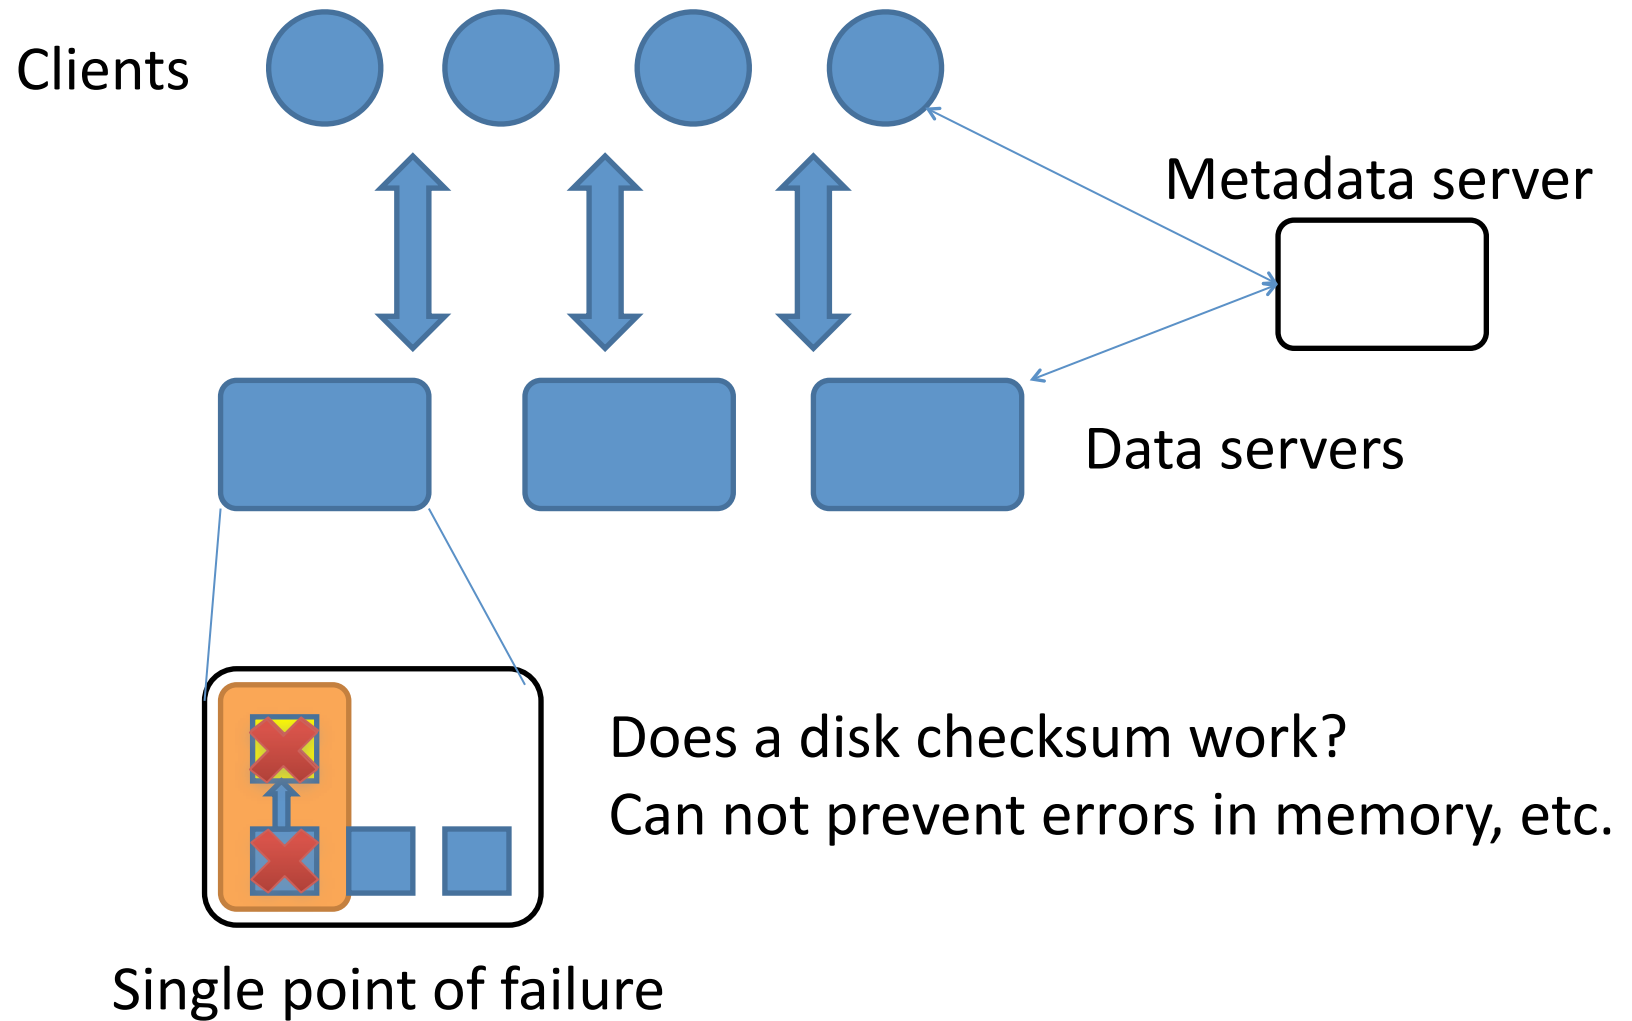 Clients
Metadata server
Data servers
Does a disk checksum work?
Can not prevent errors in memory, etc.
Single point of failure